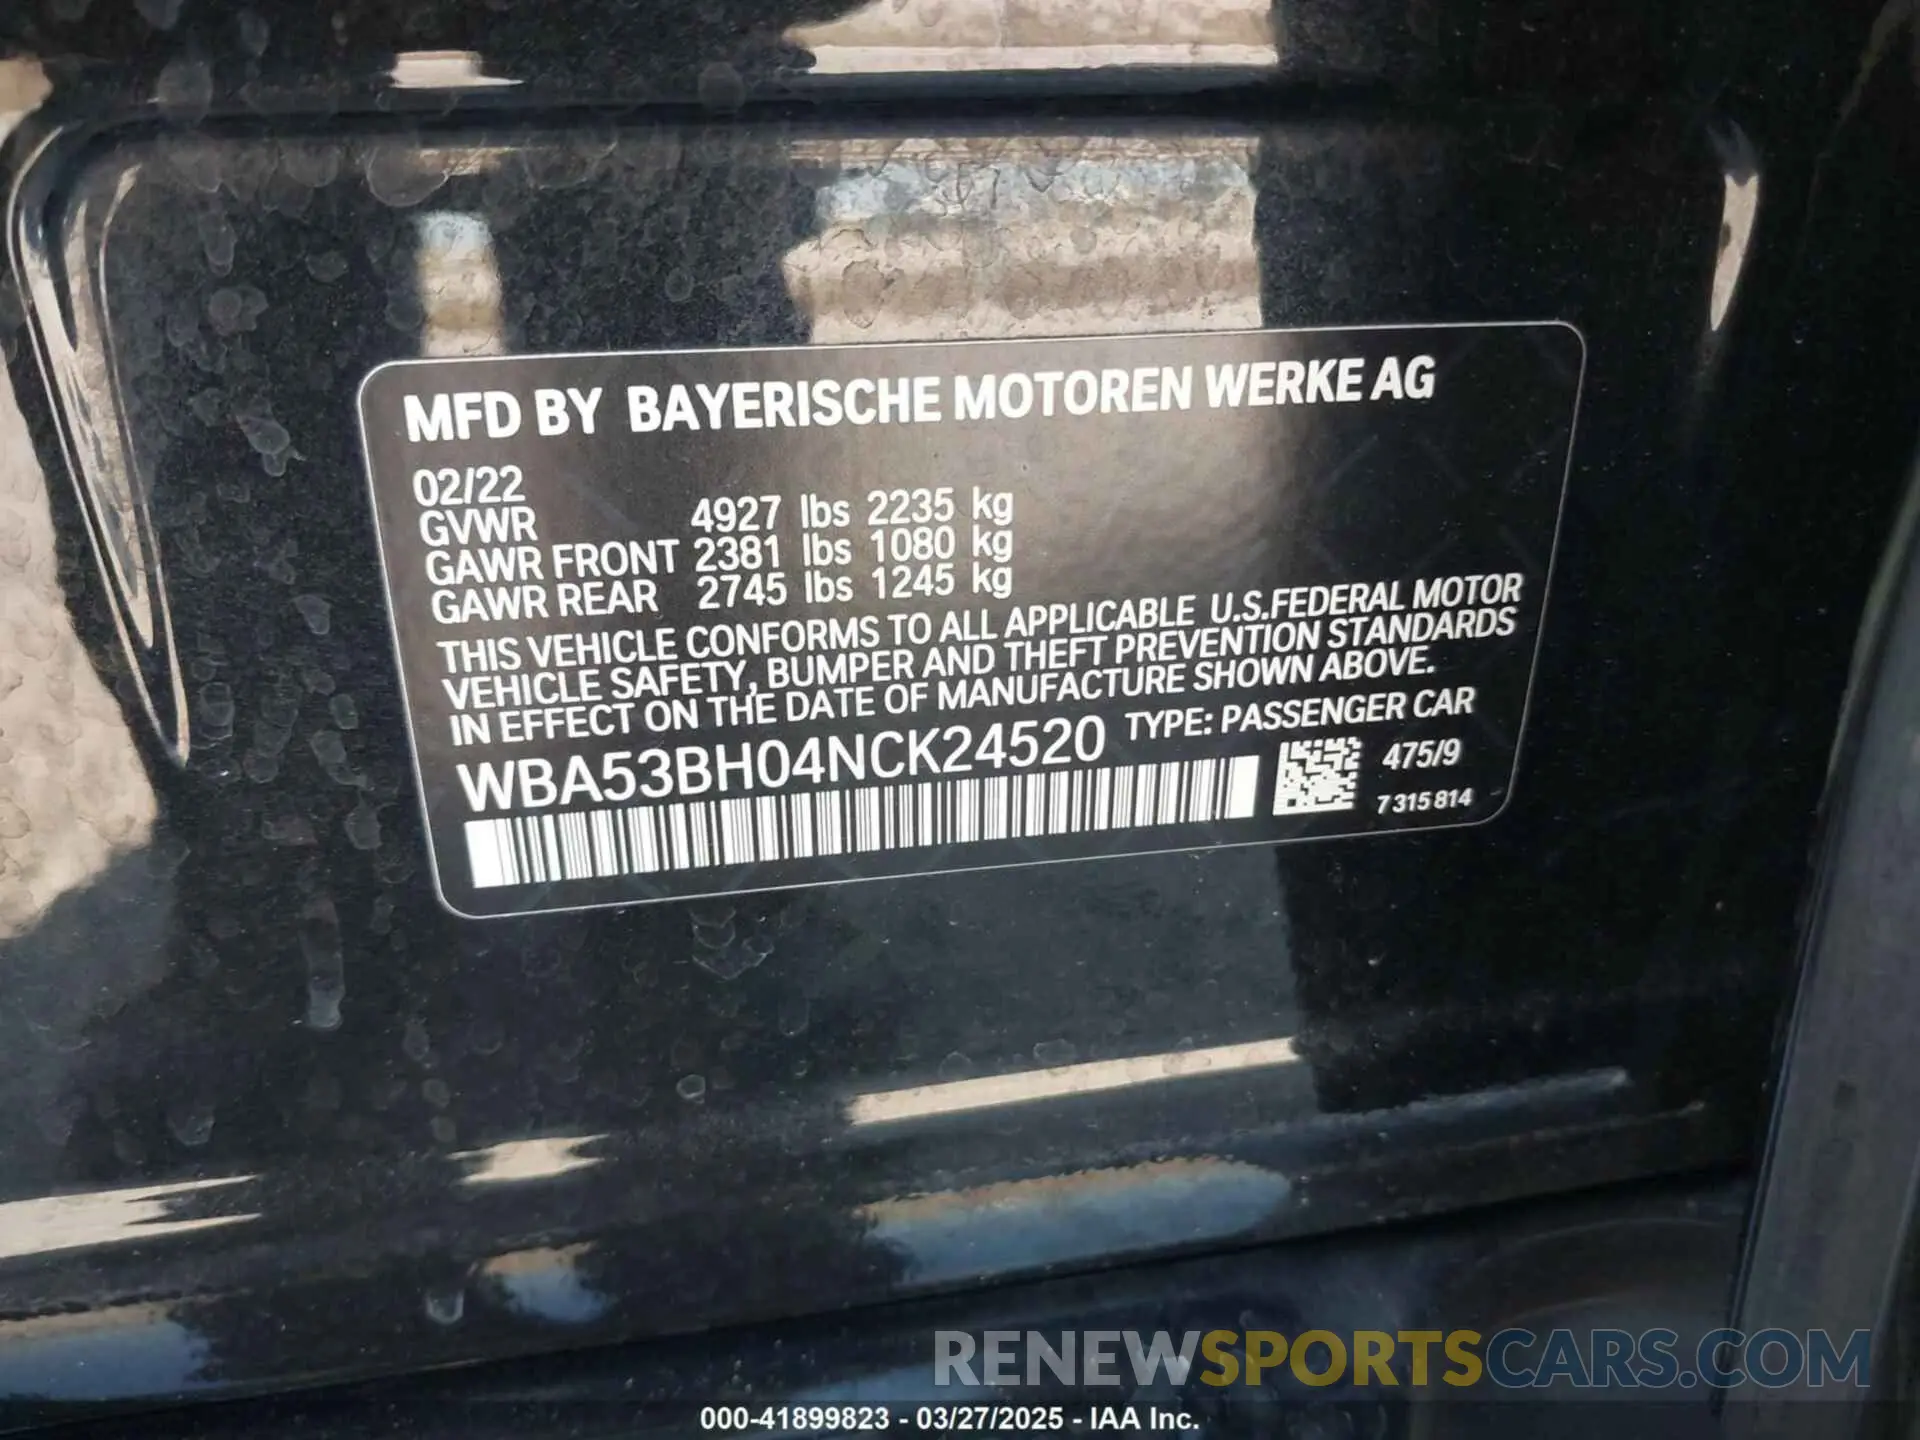 MFD BY BAYERISCHE MOTOREN WERKE AG
02/22
GVWR 4927 lbs 2235 kg
GAWR FRONT 2381 lbs 1080 kg
GAWR REAR 2745 lbs 1245 kg
THIS VEHICLE CONFORMS TO ALL APPLICABLE U.S.FEDERAL MOTOR
VEHICLE SAFETY, BUMPER AND THEFT PREVENTION STANDARDS
IN EFFECT ON THE DATE OF MANUFACTURE SHOWN ABOVE.
WBA53BH04NCK24520 TYPE: PASSENGER CAR
475/9
7 315 814
RENEWSPORTSCARS.COM
000-41899823 - 03/27/2025 - IAA Inc.